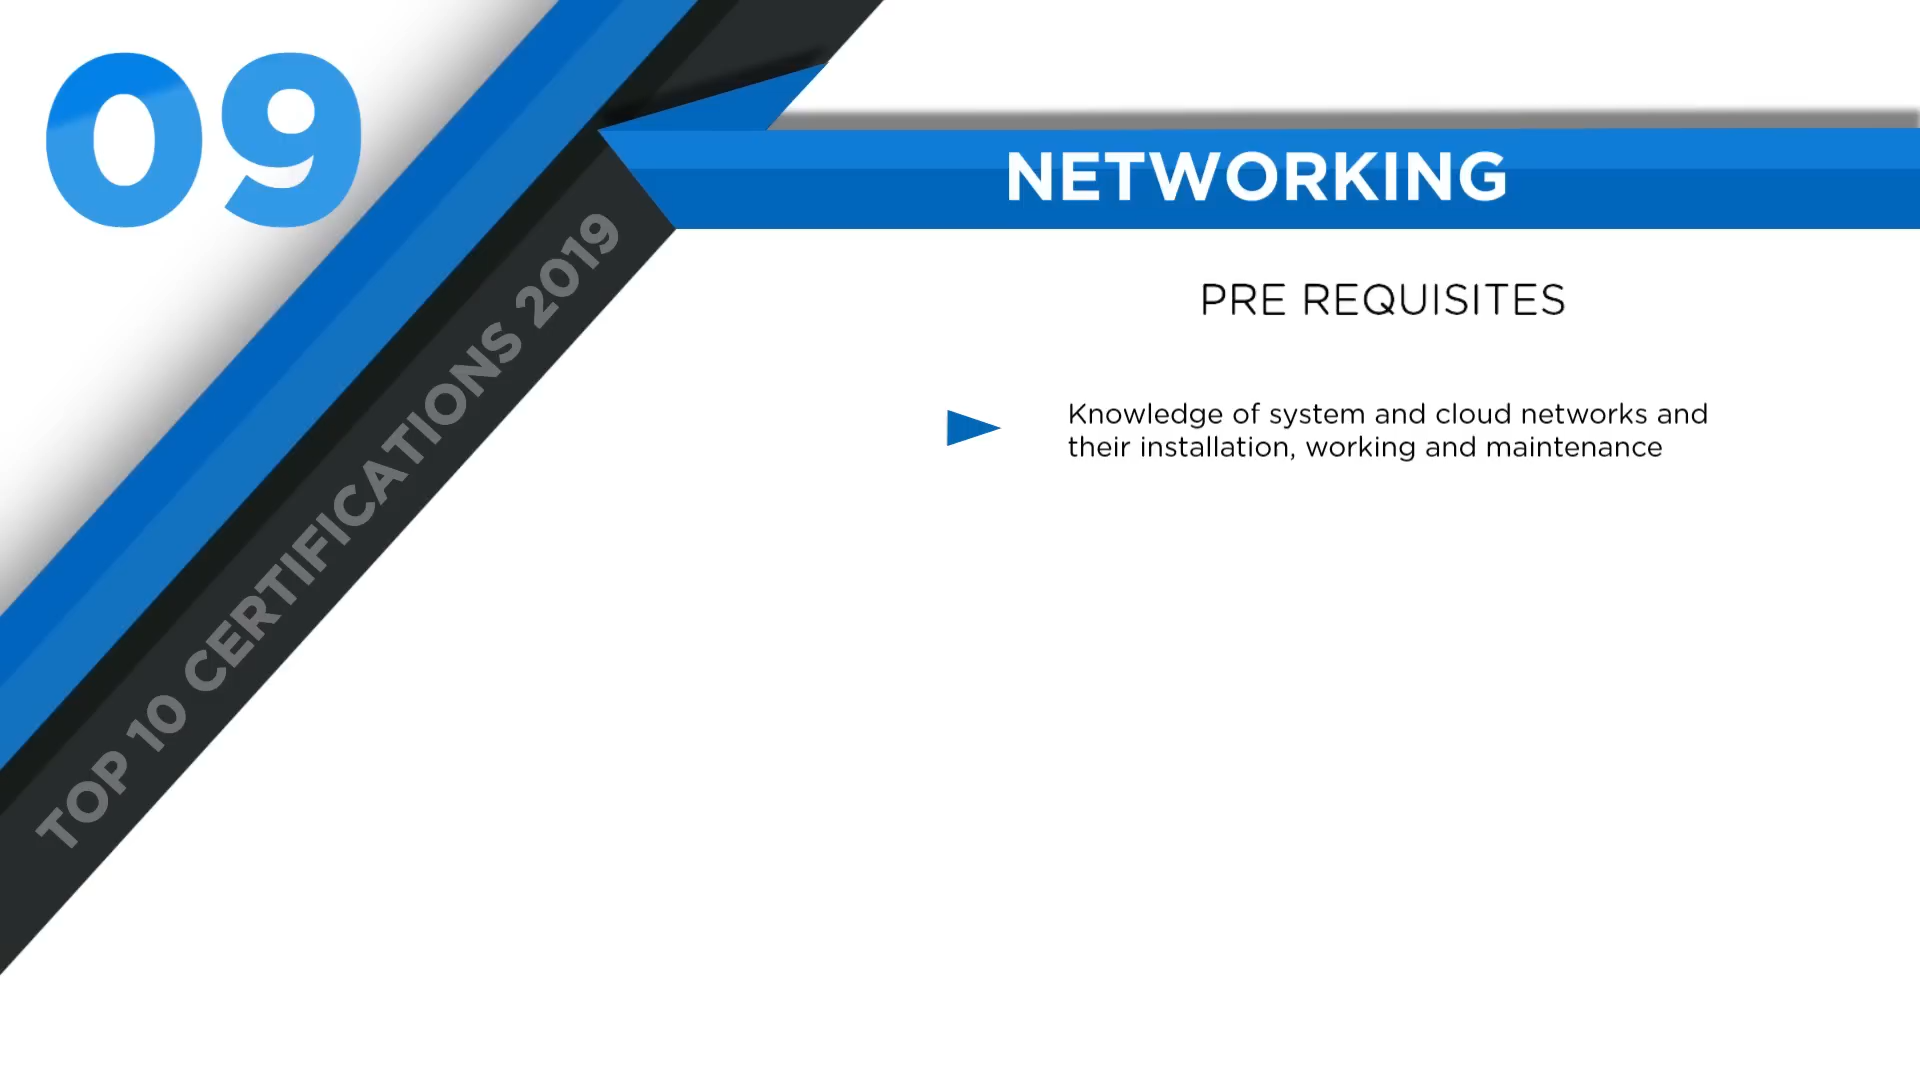 09
NETWORKING
TOP 10 CERTIFICATIONS 2019
PRE REQUISITES
Knowledge of system and cloud networks and
their installation, working and maintenance